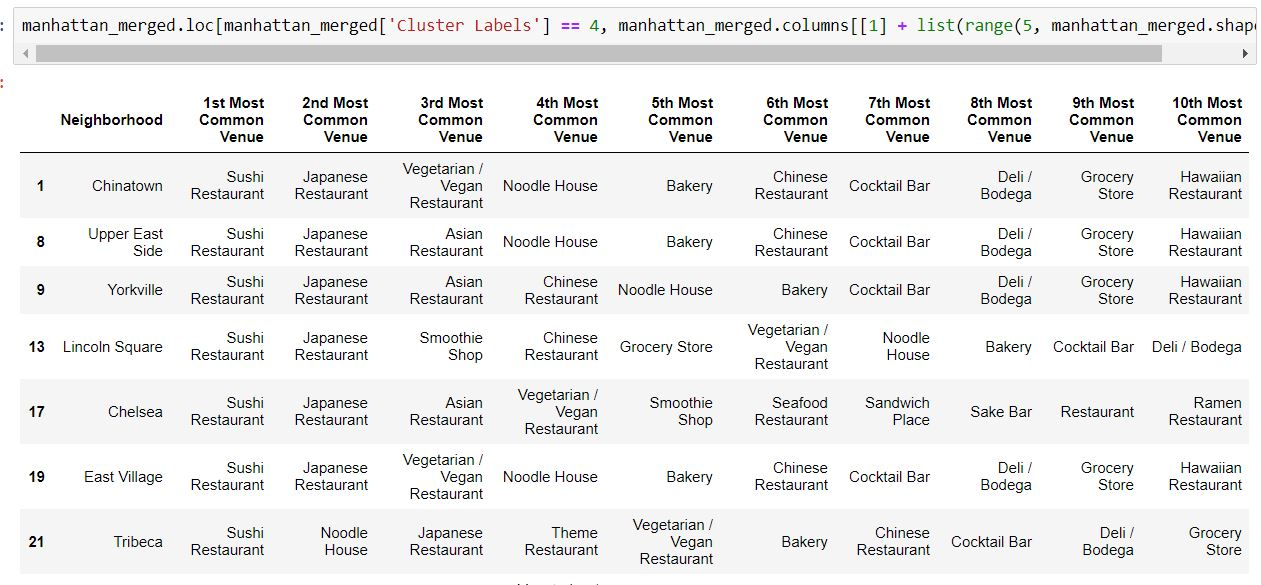 manhattan_merged.loc[manhattan_merged['Cluster Labels'] == 4, manhattan_merged.columns[[1] + list(range(5, manhattan_merged.shap
Neighborhood 1st Most Common Venue 2nd Most Common Venue 3rd Most Common Venue 4th Most Common Venue 5th Most Common Venue 6th Most Common Venue 7th Most Common Venue 8th Most Common Venue 9th Most Common Venue 10th Most Common Venue
1 Chinatown Sushi Restaurant Japanese Restaurant Vegetarian / Vegan Restaurant Noodle House Bakery Chinese Restaurant Cocktail Bar Deli / Bodega Grocery Store Hawaiian Restaurant
8 Upper East Side Sushi Restaurant Japanese Restaurant Asian Restaurant Noodle House Bakery Chinese Restaurant Cocktail Bar Deli / Bodega Grocery Store Hawaiian Restaurant
9 Yorkville Sushi Restaurant Japanese Restaurant Asian Restaurant Chinese Restaurant Noodle House Bakery Cocktail Bar Deli / Bodega Grocery Store Hawaiian Restaurant
13 Lincoln Square Sushi Restaurant Japanese Restaurant Smoothie Shop Chinese Restaurant Grocery Store Vegetarian / Vegan Restaurant Noodle House Bakery Cocktail Bar Deli / Bodega
17 Chelsea Sushi Restaurant Japanese Restaurant Asian Restaurant Vegetarian / Vegan Restaurant Smoothie Shop Seafood Restaurant Sandwich Place Sake Bar Restaurant Ramen Restaurant
19 East Village Sushi Restaurant Japanese Restaurant Vegetarian / Vegan Restaurant Noodle House Bakery Chinese Restaurant Cocktail Bar Deli / Bodega Grocery Store Hawaiian Restaurant
21 Tribeca Sushi Restaurant Noodle House Japanese Restaurant Theme Restaurant Vegetarian / Vegan Restaurant Bakery Chinese Restaurant Cocktail Bar Deli / Bodega Grocery Store